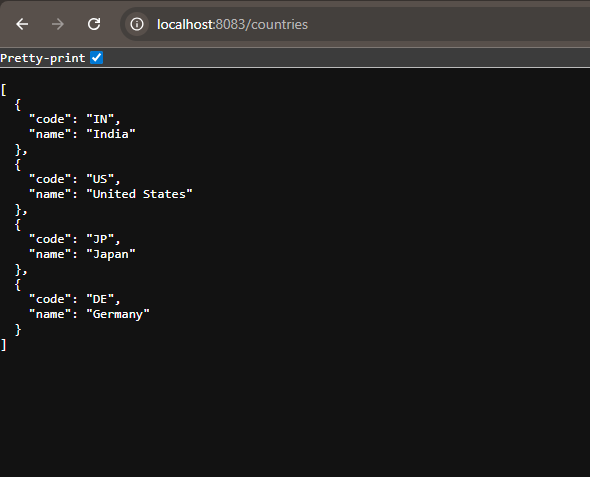 localhost:8083/countries
Pretty-print
[
  {
    "code": "IN",
    "name": "India"
  },
  {
    "code": "US",
    "name": "United States"
  },
  {
    "code": "JP",
    "name": "Japan"
  },
  {
    "code": "DE",
    "name": "Germany"
  }
]